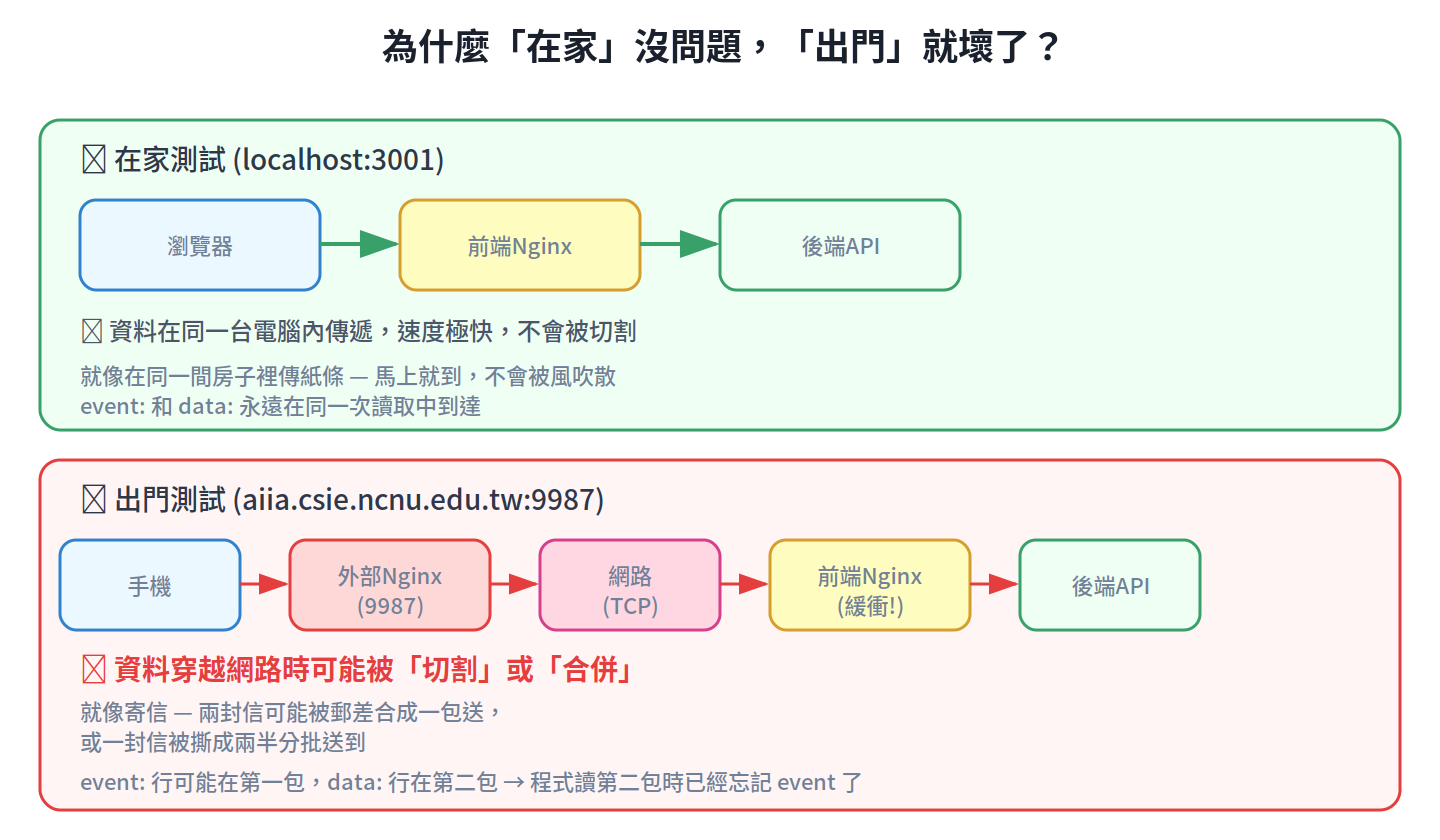 為什麼「在家」沒問題，「出門」就壞了？
在家測試 (localhost:3001)
瀏覽器
前端Nginx
後端API
資料在同一台電腦內傳遞，速度極快，不會被切割
就像在同一間房子裡傳紙條 — 馬上就到，不會被風吹散
event: 和 data: 永遠在同一次讀取中到達
出門測試 (aiia.csie.ncnu.edu.tw:9987)
手機
外部Nginx
(9987)
網路
(TCP)
前端Nginx
(緩衝!)
後端API
資料穿越網路時可能被「切割」或「合併」
就像寄信 — 兩封信可能被郵差合成一包送，
或一封信被撕成兩半分批送到
event: 行可能在第一包，data: 行在第二包 → 程式讀第二包時已經忘記 event 了